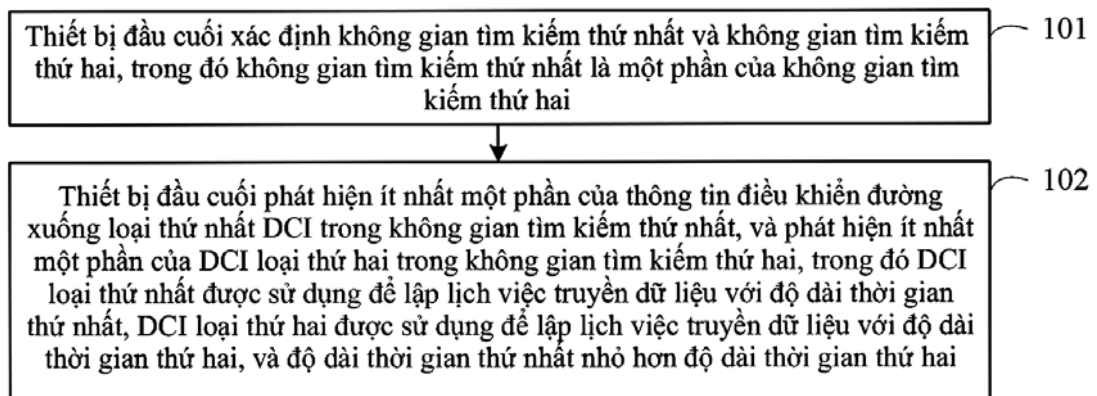 Thiết bị đầu cuối xác định không gian tìm kiếm thứ nhất và không gian tìm kiếm
thứ hai, trong đó không gian tìm kiếm thứ nhất là một phần của không gian tìm
kiếm thứ hai
101
Thiết bị đầu cuối phát hiện ít nhất một phần của thông tin điều khiển đường
xuống loại thứ nhất DCI trong không gian tìm kiếm thứ nhất, và phát hiện ít nhất
một phần của DCI loại thứ hai trong không gian tìm kiếm thứ hai, trong đó DCI
loại thứ nhất được sử dụng để lập lịch việc truyền dữ liệu với độ dài thời gian
thứ nhất, DCI loại thứ hai được sử dụng để lập lịch việc truyền dữ liệu với độ dài
thời gian thứ hai, và độ dài thời gian thứ nhất nhỏ hơn độ dài thời gian thứ hai
102